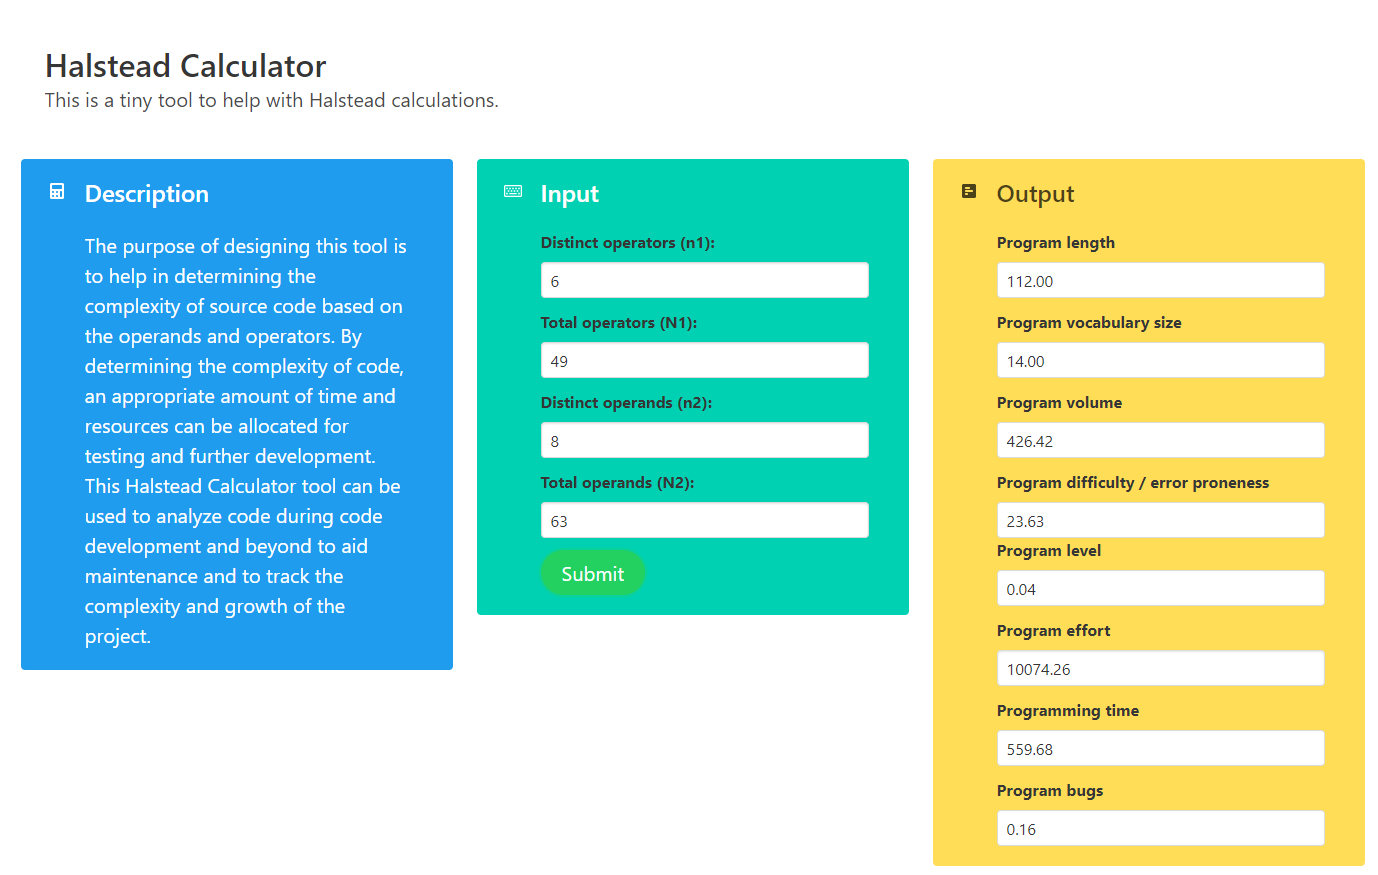 Halstead Calculator
This is a tiny tool to help with Halstead calculations.
Description
The purpose of designing this tool is
to help in determining the
complexity of source code based on
the operands and operators. By
determining the complexity of code,
an appropriate amount of time and
resources can be allocated for
testing and further development.
This Halstead Calculator tool can be
used to analyze code during code
development and beyond to aid
maintenance and to track the
complexity and growth of the
project.
Input
Distinct operators (n1):
6
Total operators (N1):
49
Distinct operands (n2):
8
Total operands (N2):
63
Submit
Output
Program length
112.00
Program vocabulary size
14.00
Program volume
426.42
Program difficulty / error proneness
23.63
Program level
0.04
Program effort
10074.26
Programming time
559.68
Program bugs
0.16